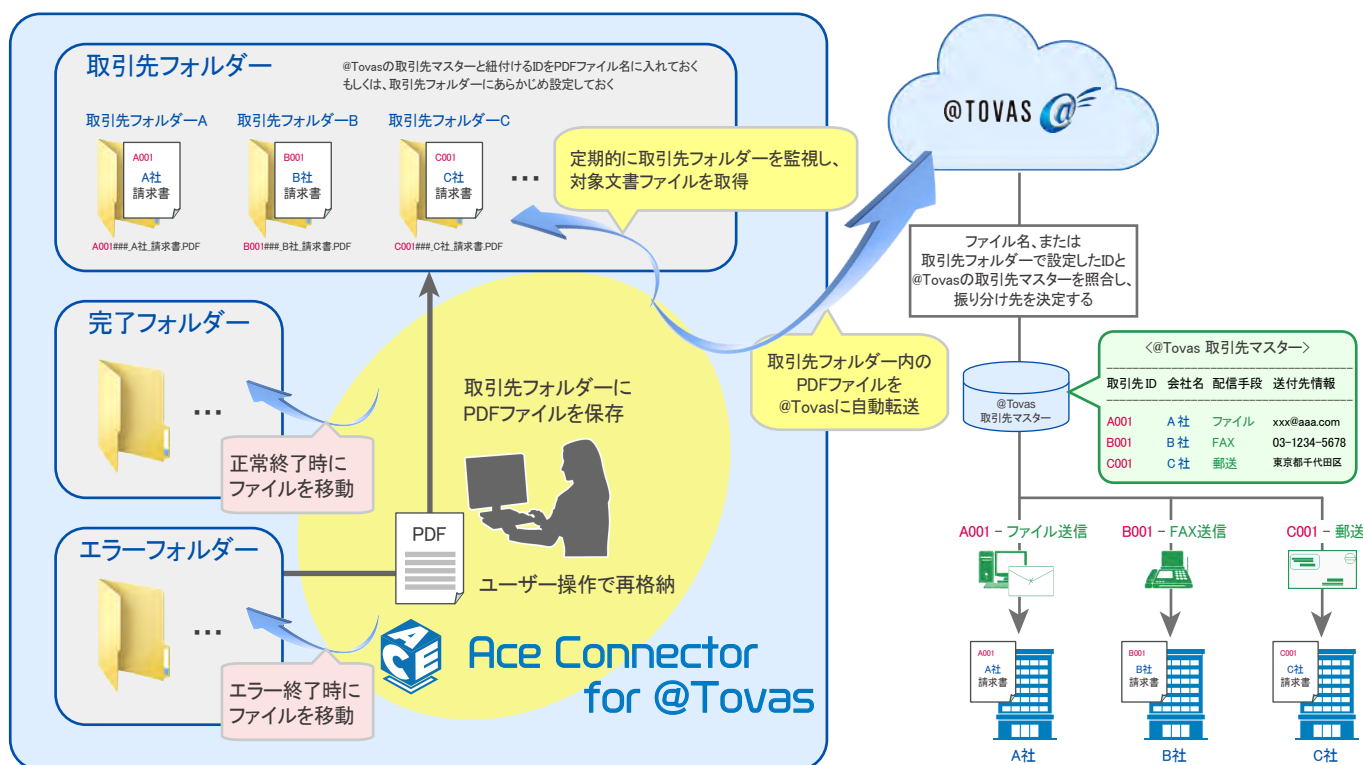 取引先フォルダー
@Tovasの取引先マスターと紐付けるIDをPDFファイル名に入れておく
もしくは、取引先フォルダーにあらかじめ設定しておく
取引先フォルダーA
取引先フォルダーB
取引先フォルダーC
A001
A社
請求書
B001
B社
請求書
C001
C社
請求書
…
A001###_A社_請求書.PDF
B001###_B社_請求書.PDF
C001###_C社_請求書.PDF
定期的に取引先フォルダーを監視し、
対象文書ファイルを取得
@TOVAS @
ファイル名、または
取引先フォルダーで設定したIDと
@Tovasの取引先マスターを照合し、
振り分け先を決定する
完了フォルダー
…
正常終了時に
ファイルを移動
取引先フォルダーに
PDFファイルを保存
取引先フォルダー内の
PDFファイルを
@Tovasに自動転送
@Tovas
取引先マスター
<@Tovas 取引先マスター>
取引先ID 会社名 配信手段 送付先情報
A001 A社 ファイル xxx@aaa.com
B001 B社 FAX 03-1234-5678
C001 C社 郵送 東京都千代田区
エラーフォルダー
…
PDF
ユーザー操作で再格納
エラー終了時に
ファイルを移動
ACE
Ace Connector
for @Tovas
A001 - ファイル送信
B001 - FAX送信
C001 - 郵送
A001
A社
請求書
B001
B社
請求書
C001
C社
請求書
A社
B社
C社